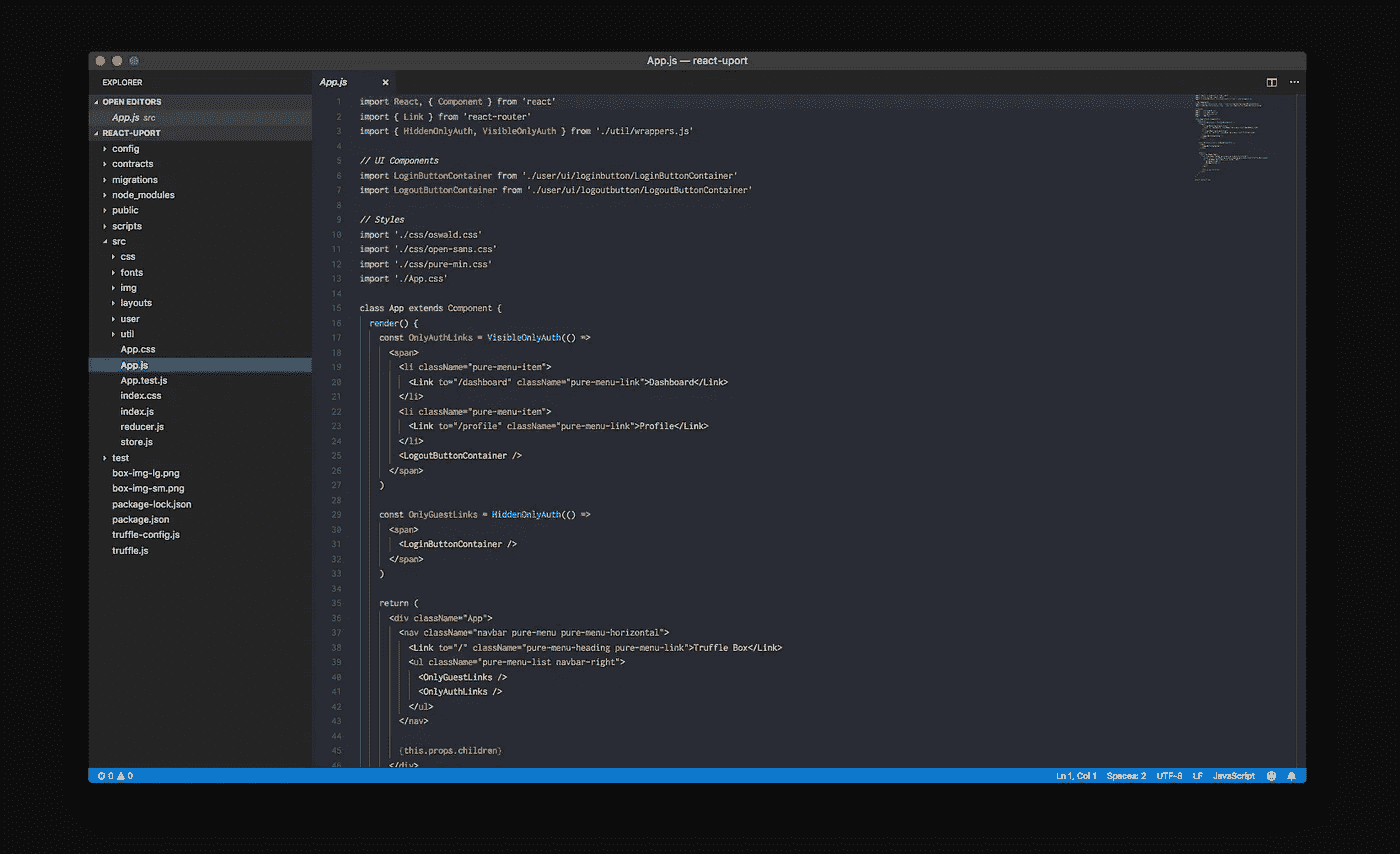 App.js — react-uport
EXPLORER
OPEN EDITORS
App.js src
REACT-UPORT
config
contracts
migrations
node_modules
public
scripts
src
css
fonts
img
layouts
user
util
App.css
App.js
App.test.js
index.css
index.js
reducer.js
store.js
test
box-img-lg.png
box-img-sm.png
package-lock.json
package.json
truffle-config.js
truffle.js
App.js ×
1 import React, { Component } from 'react'
2 import { Link } from 'react-router'
3 import { HiddenOnlyAuth, VisibleOnlyAuth } from './util/wrappers.js'
4
5 // UI Components
6 import LoginButtonContainer from './user/ui/loginbutton/LoginButtonContainer'
7 import LogoutButtonContainer from './user/ui/logoutbutton/LogoutButtonContainer'
8
9 // Styles
10 import './css/oswald.css'
11 import './css/open-sans.css'
12 import './css/pure-min.css'
13 import './App.css'
14
15 class App extends Component {
16 render() {
17 const OnlyAuthLinks = VisibleOnlyAuth(() =>
18 <span>
19 <li className="pure-menu-item">
20 <Link to="/dashboard" className="pure-menu-link">Dashboard</Link>
21 </li>
22 <li className="pure-menu-item">
23 <Link to="/profile" className="pure-menu-link">Profile</Link>
24 </li>
25 <LogoutButtonContainer />
26 </span>
27 )
28
29 const OnlyGuestLinks = HiddenOnlyAuth(() =>
30 <span>
31 <LoginButtonContainer />
32 </span>
33 )
34
35 return (
36 <div className="App">
37 <nav className="navbar pure-menu pure-menu-horizontal">
38 <Link to="/" className="pure-menu-heading pure-menu-link">Truffle Box</Link>
39 <ul className="pure-menu-list navbar-right">
40 <OnlyGuestLinks />
41 <OnlyAuthLinks />
42 </ul>
43 </nav>
44
45 {this.props.children}
46 </div>
0 0
Ln 1, Col 1 Spaces: 2 UTF-8 LF JavaScript